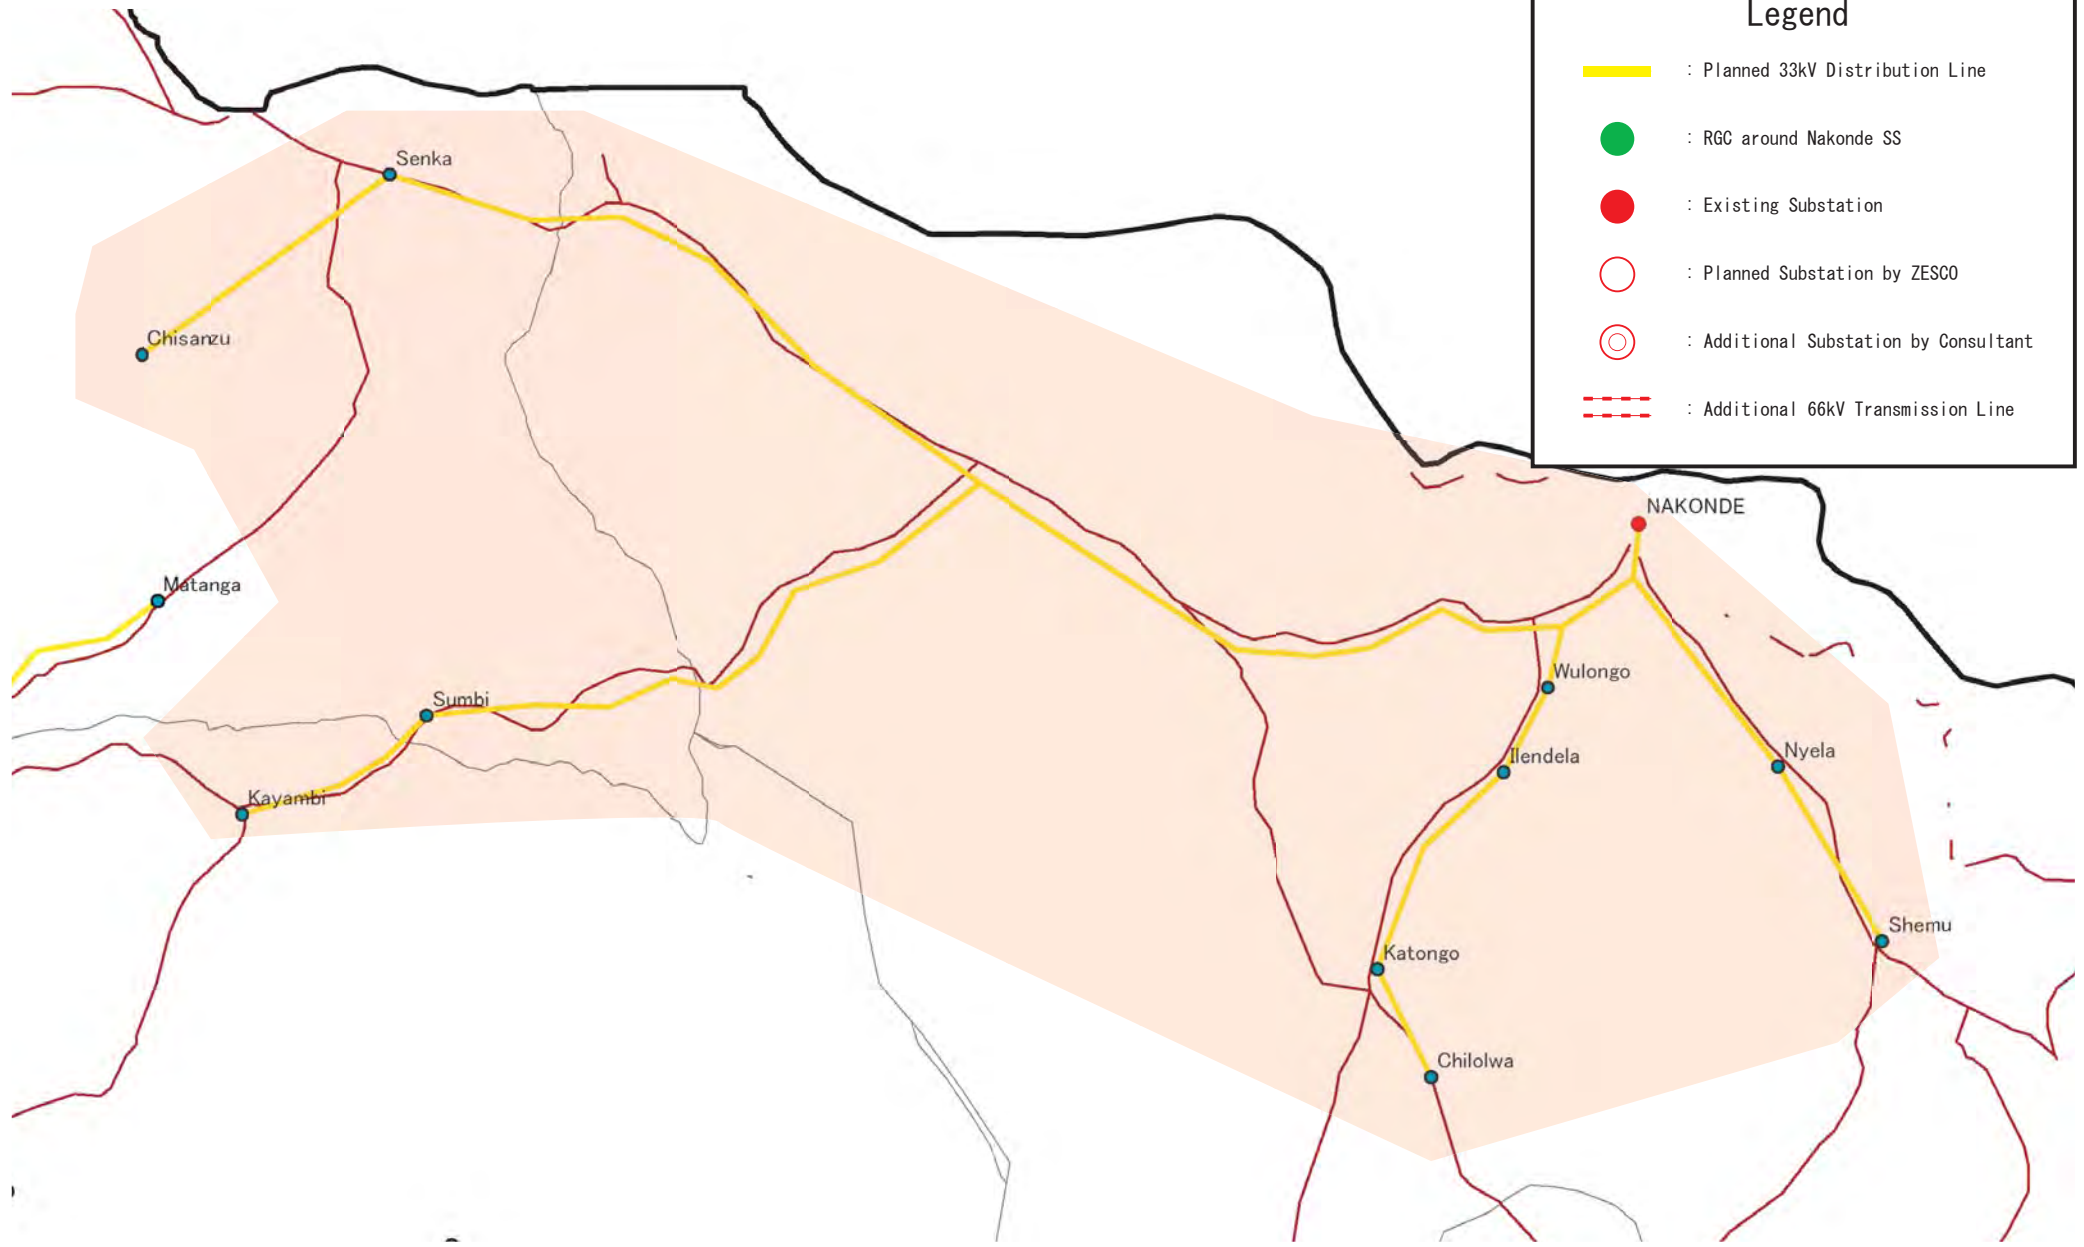 Legend
: Planned 33kV Distribution Line
: RGC around Nakonde SS
: Existing Substation
: Planned Substation by ZESCO
: Additional Substation by Consultant
: Additional 66kV Transmission Line
Senka
Chisanzu
NAKONDE
Matanga
Wulongo
Sumbi
Nyela
Ilendela
Kayambi
Shemu
Katongo
Chilolwa